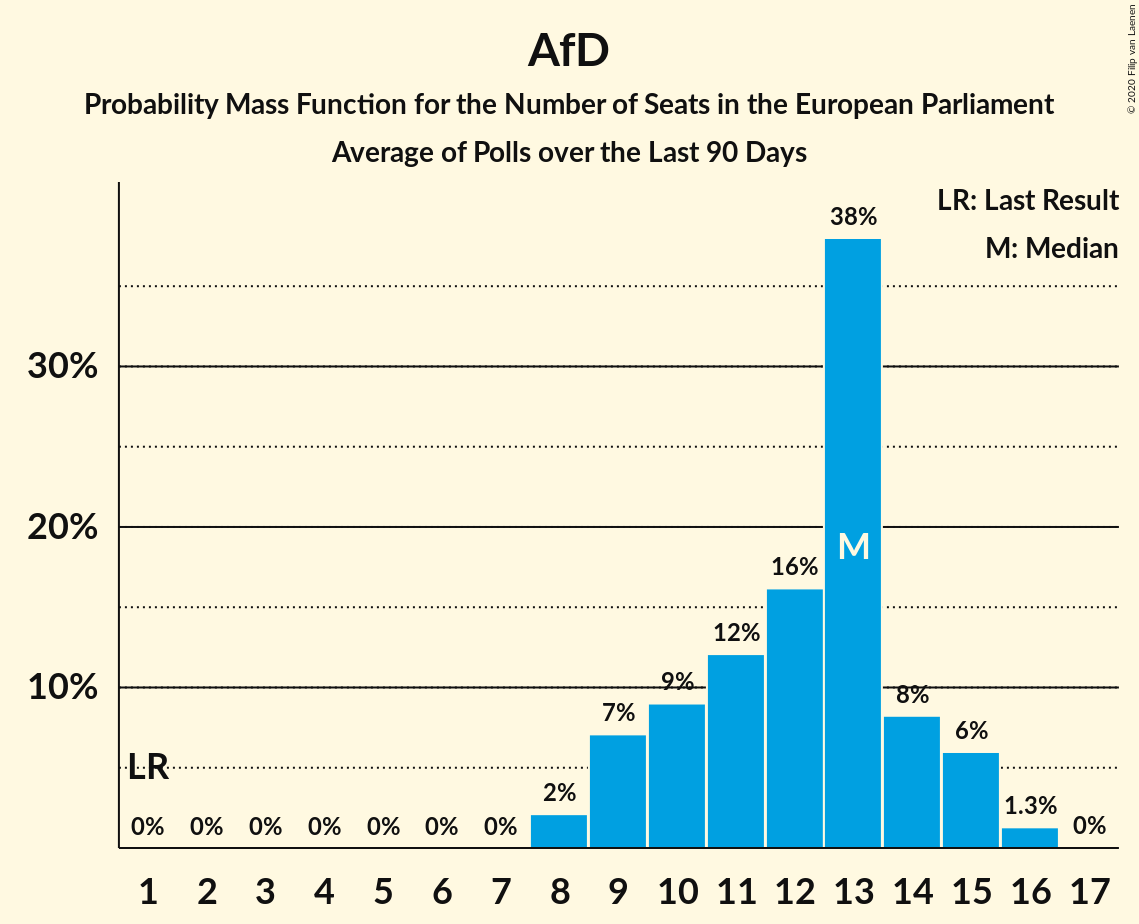 AfD
Probability Mass Function for the Number of Seats in the European Parliament
Average of Polls over the Last 90 Days
© 2020 Filip van Laenen
LR: Last Result
M: Median
38%
30%
20%
M
16%
12%
10%
9%
8%
7%
6%
LR
2%
1.3%
0% 0% 0% 0% 0% 0% 0% 0%
1 2 3 4 5 6 7 8 9 10 11 12 13 14 15 16 17